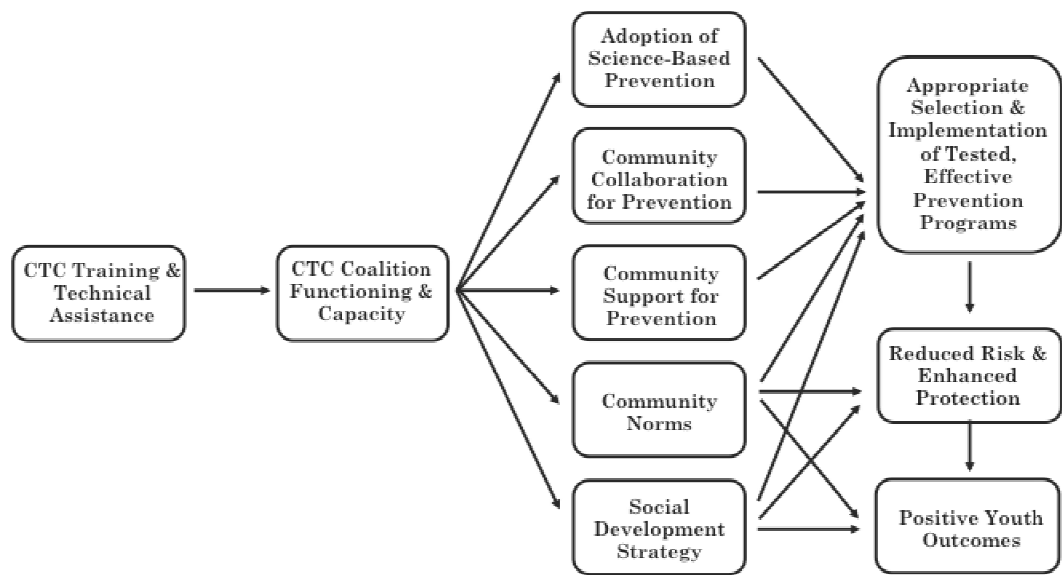 CTC Training &
Technical
Assistance
CTC Coalition
Functioning &
Capacity
Adoption of
Science-Based
Prevention
Community
Collaboration
for Prevention
Community
Support for
Prevention
Community
Norms
Social
Development
Strategy
Appropriate
Selection &
Implementation
of Tested,
Effective
Prevention
Programs
Reduced Risk &
Enhanced
Protection
Positive Youth
Outcomes